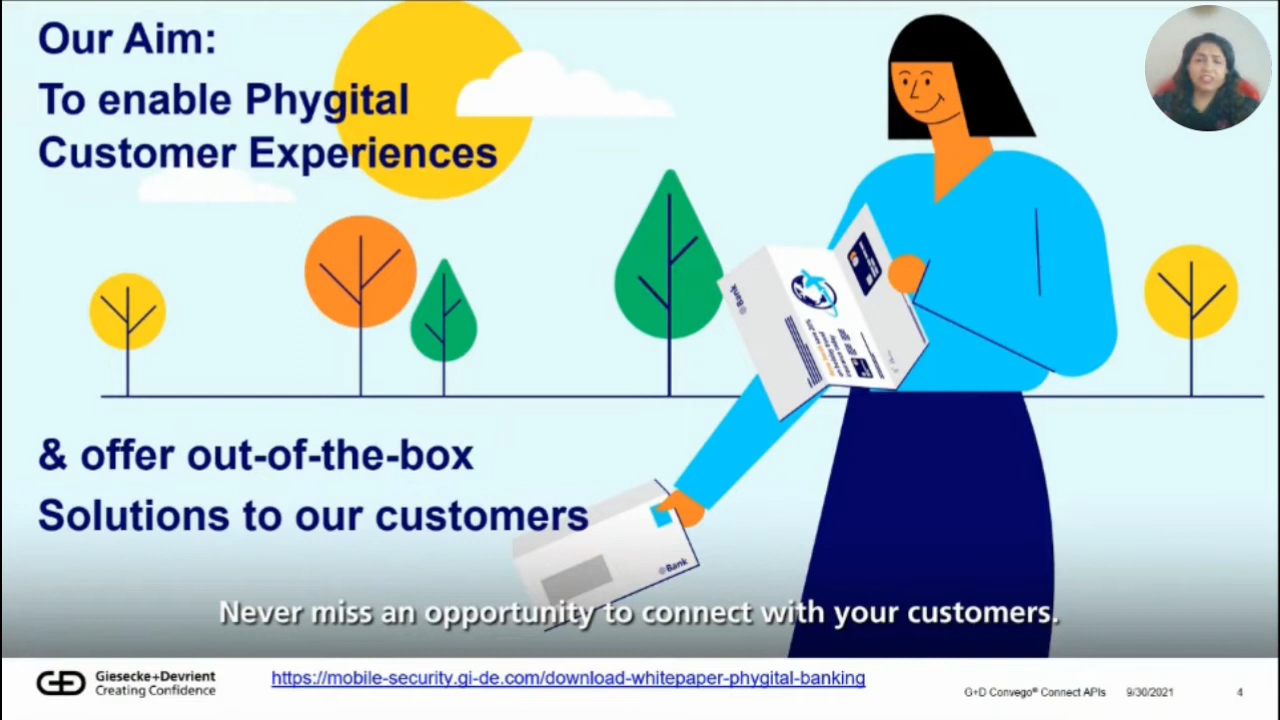 Our Aim:
To enable Phygital
Customer Experiences
& offer out-of-the-box
Solutions to our customers
Bank
Bank
Never miss an opportunity to connect with your customers.
Giesecke+Devrient
Creating Confidence
https://mobile-security.gi-de.com/download-whitepaper-phygital-banking
G+D Convego® Connect APIs
9/30/2021
4